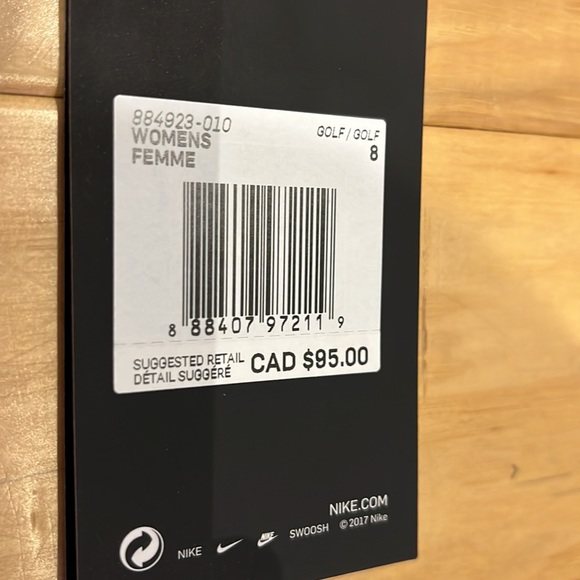 884923-010
WOMENS
FEMME
GOLF / GOLF
8
8 88407 97211 9
SUGGESTED RETAIL
DÉTAIL SUGGÉRÉ
CAD $95.00
NIKE.COM
NIKE NIKE SWOOSH © 2017 Nike